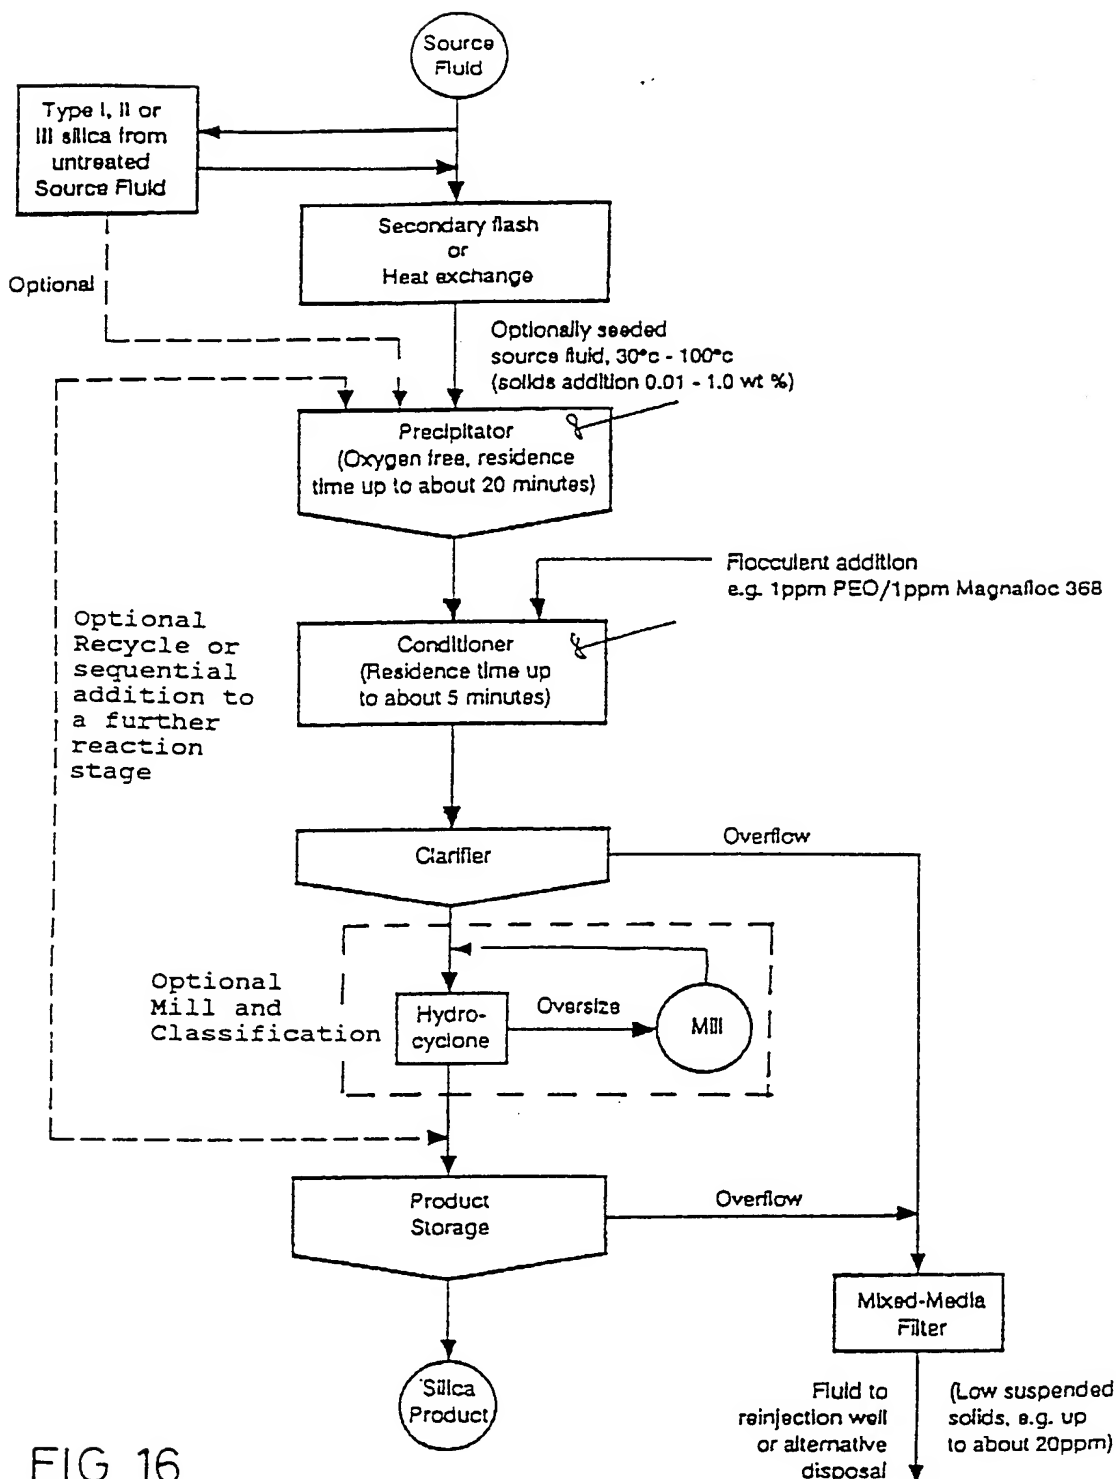 Source
Fluid
Type I, II or
III silica from
untreated
Source Fluid
Secondary flash
or
Heat exchange
Optional
Optionally seeded
source fluid, 30°c - 100°c
(solids addition 0.01 - 1.0 wt %)
Precipitator
(Oxygen free, residence
time up to about 20 minutes)
Flocculent addition
e.g. 1ppm PEO/1ppm Magnafloc 368
Optional
Recycle or
sequential
addition to
a further
reaction
stage
Conditioner
(Residence time up
to about 5 minutes)
Clarifier
Overflow
Optional
Mill and
Classification
Hydro-
cyclone
Oversize
Mill
Product
Storage
Overflow
Mixed-Media
Filter
Silica
Product
Fluid to
reinjection well
or alternative
disposal
(Low suspended
solids, e.g. up
to about 20ppm)
FIG 16